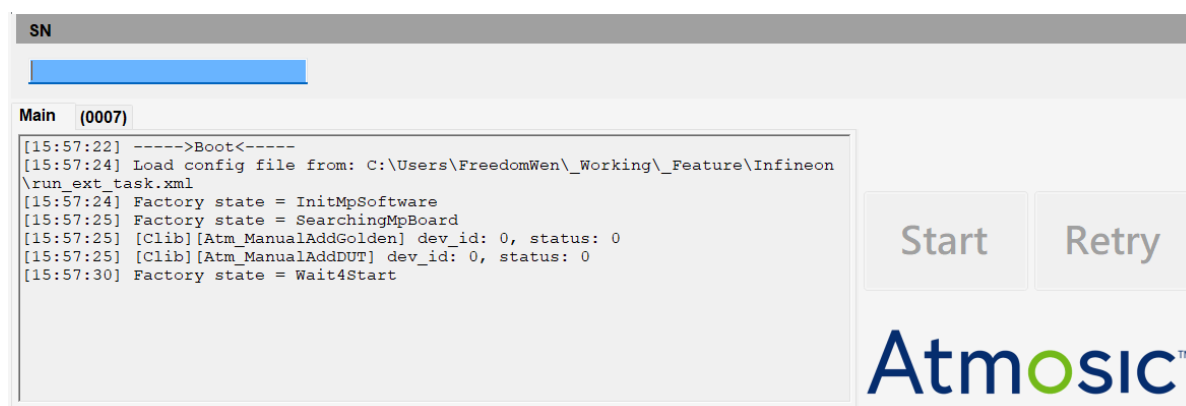 SN
Main (0007)
[15:57:22] ----->Boot<-----
[15:57:24] Load config file from: C:\Users\FreedomWen\_Working\_Feature\Infineon
\run_ext_task.xml
[15:57:24] Factory state = InitMpSoftware
[15:57:25] Factory state = SearchingMpBoard
[15:57:25] [Clib][Atm_ManualAddGolden] dev_id: 0, status: 0
[15:57:25] [Clib][Atm_ManualAddDUT] dev_id: 0, status: 0
[15:57:30] Factory state = Wait4Start
Start Retry
Atmosic™